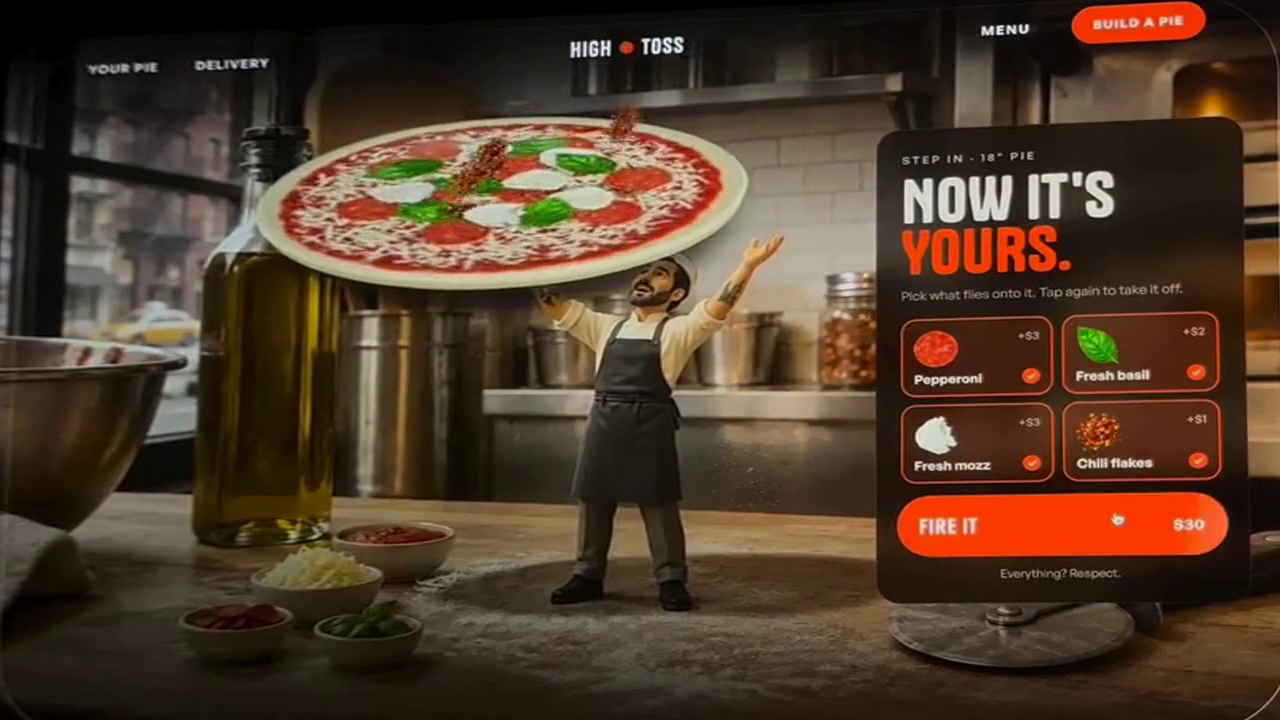 YOUR PIE
DELIVERY
HIGH TOSS
MENU
BUILD A PIE
STEP IN · 18" PIE
NOW IT'S
YOURS.
Pick what flies onto it. Tap again to take it off.
+$3
Pepperoni
+$2
Fresh basil
+$3
Fresh mozz
+$1
Chili flakes
FIRE IT
$30
Everything? Respect.